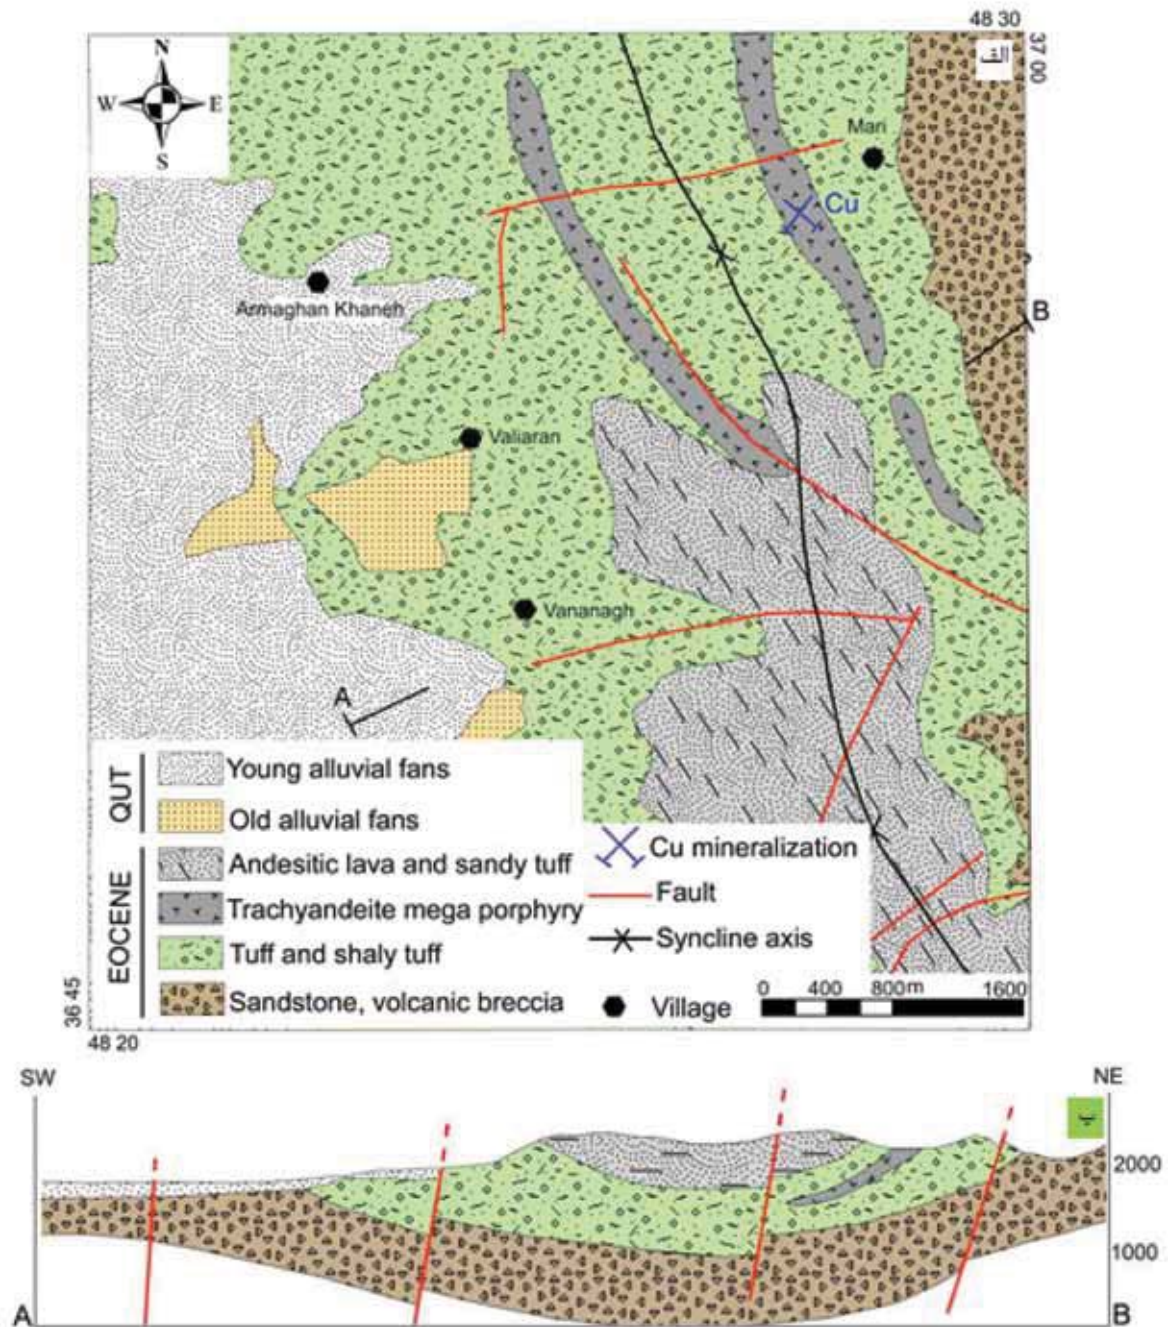 48 30
37 00
الف
N
W E
S
Mari
Cu
Armaghan Khaneh
B
Valiaran
Vananagh
A
QUT
Young alluvial fans
Old alluvial fans
EOCENE
Andesitic lava and sandy tuff
Trachyandeite mega porphyry
Tuff and shaly tuff
Sandstone, volcanic breccia
Cu mineralization
Fault
Syncline axis
Village
0 400 800m 1600
36 45
48 20
SW NE
ب
2000
1000
A B